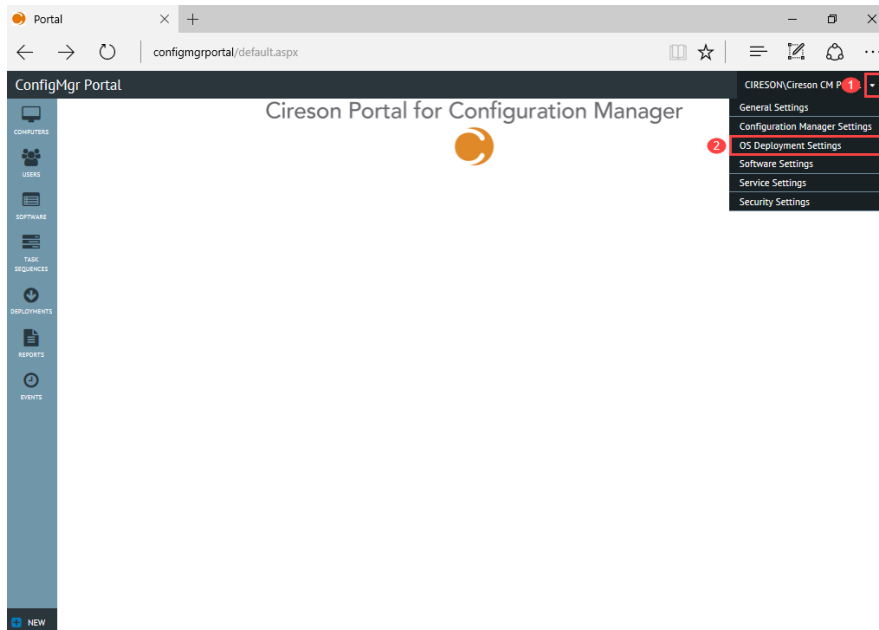 Portal
configmgrportal/default.aspx
ConfigMgr Portal
CIRESON\Cireson CM P
1
Cireson Portal for Configuration Manager
General Settings
Configuration Manager Settings
2
OS Deployment Settings
Software Settings
Service Settings
Security Settings
COMPUTERS
USERS
SOFTWARE
TASK
SEQUENCES
DEPLOYMENTS
REPORTS
EVENTS
NEW